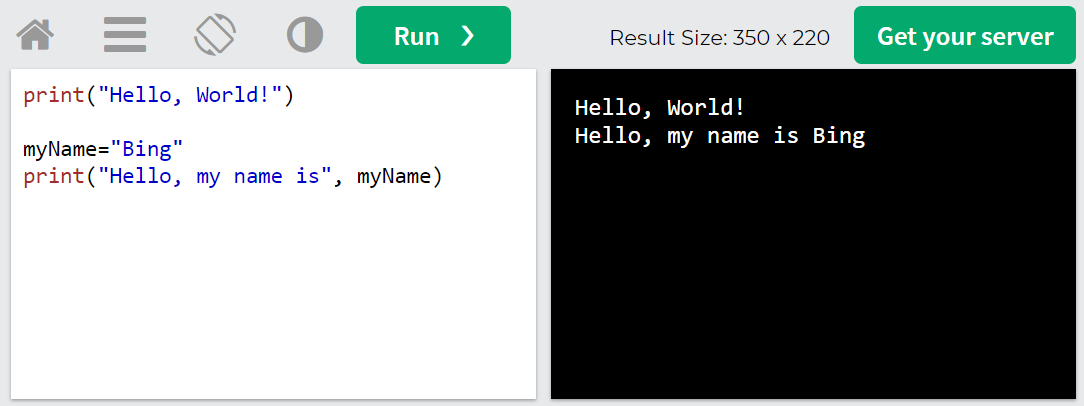 Run ❯
Result Size: 350 x 220
Get your server
print("Hello, World!")
myName="Bing"
print("Hello, my name is", myName)
Hello, World!
Hello, my name is Bing